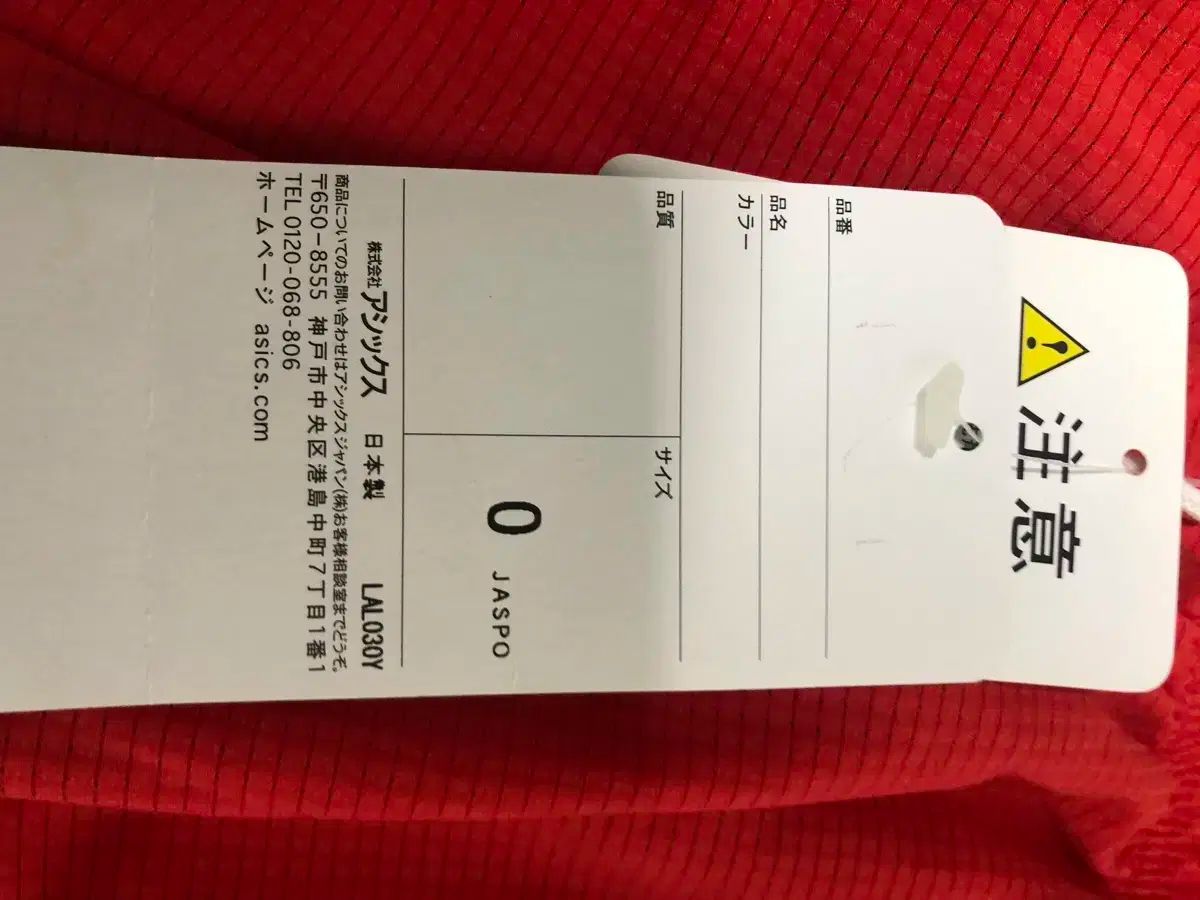 注意
品番
品名
カラー
品質
サイズ
O
JASPO
株式会社アシックス 日本製 LAL030Y
商品についてのお問い合わせはアシックスジャパン(株)お客様相談室までどうぞ。
〒650-8555 神戸市中央区港島中町7丁目1番1
TEL 0120-068-806
ホームページ asics.com